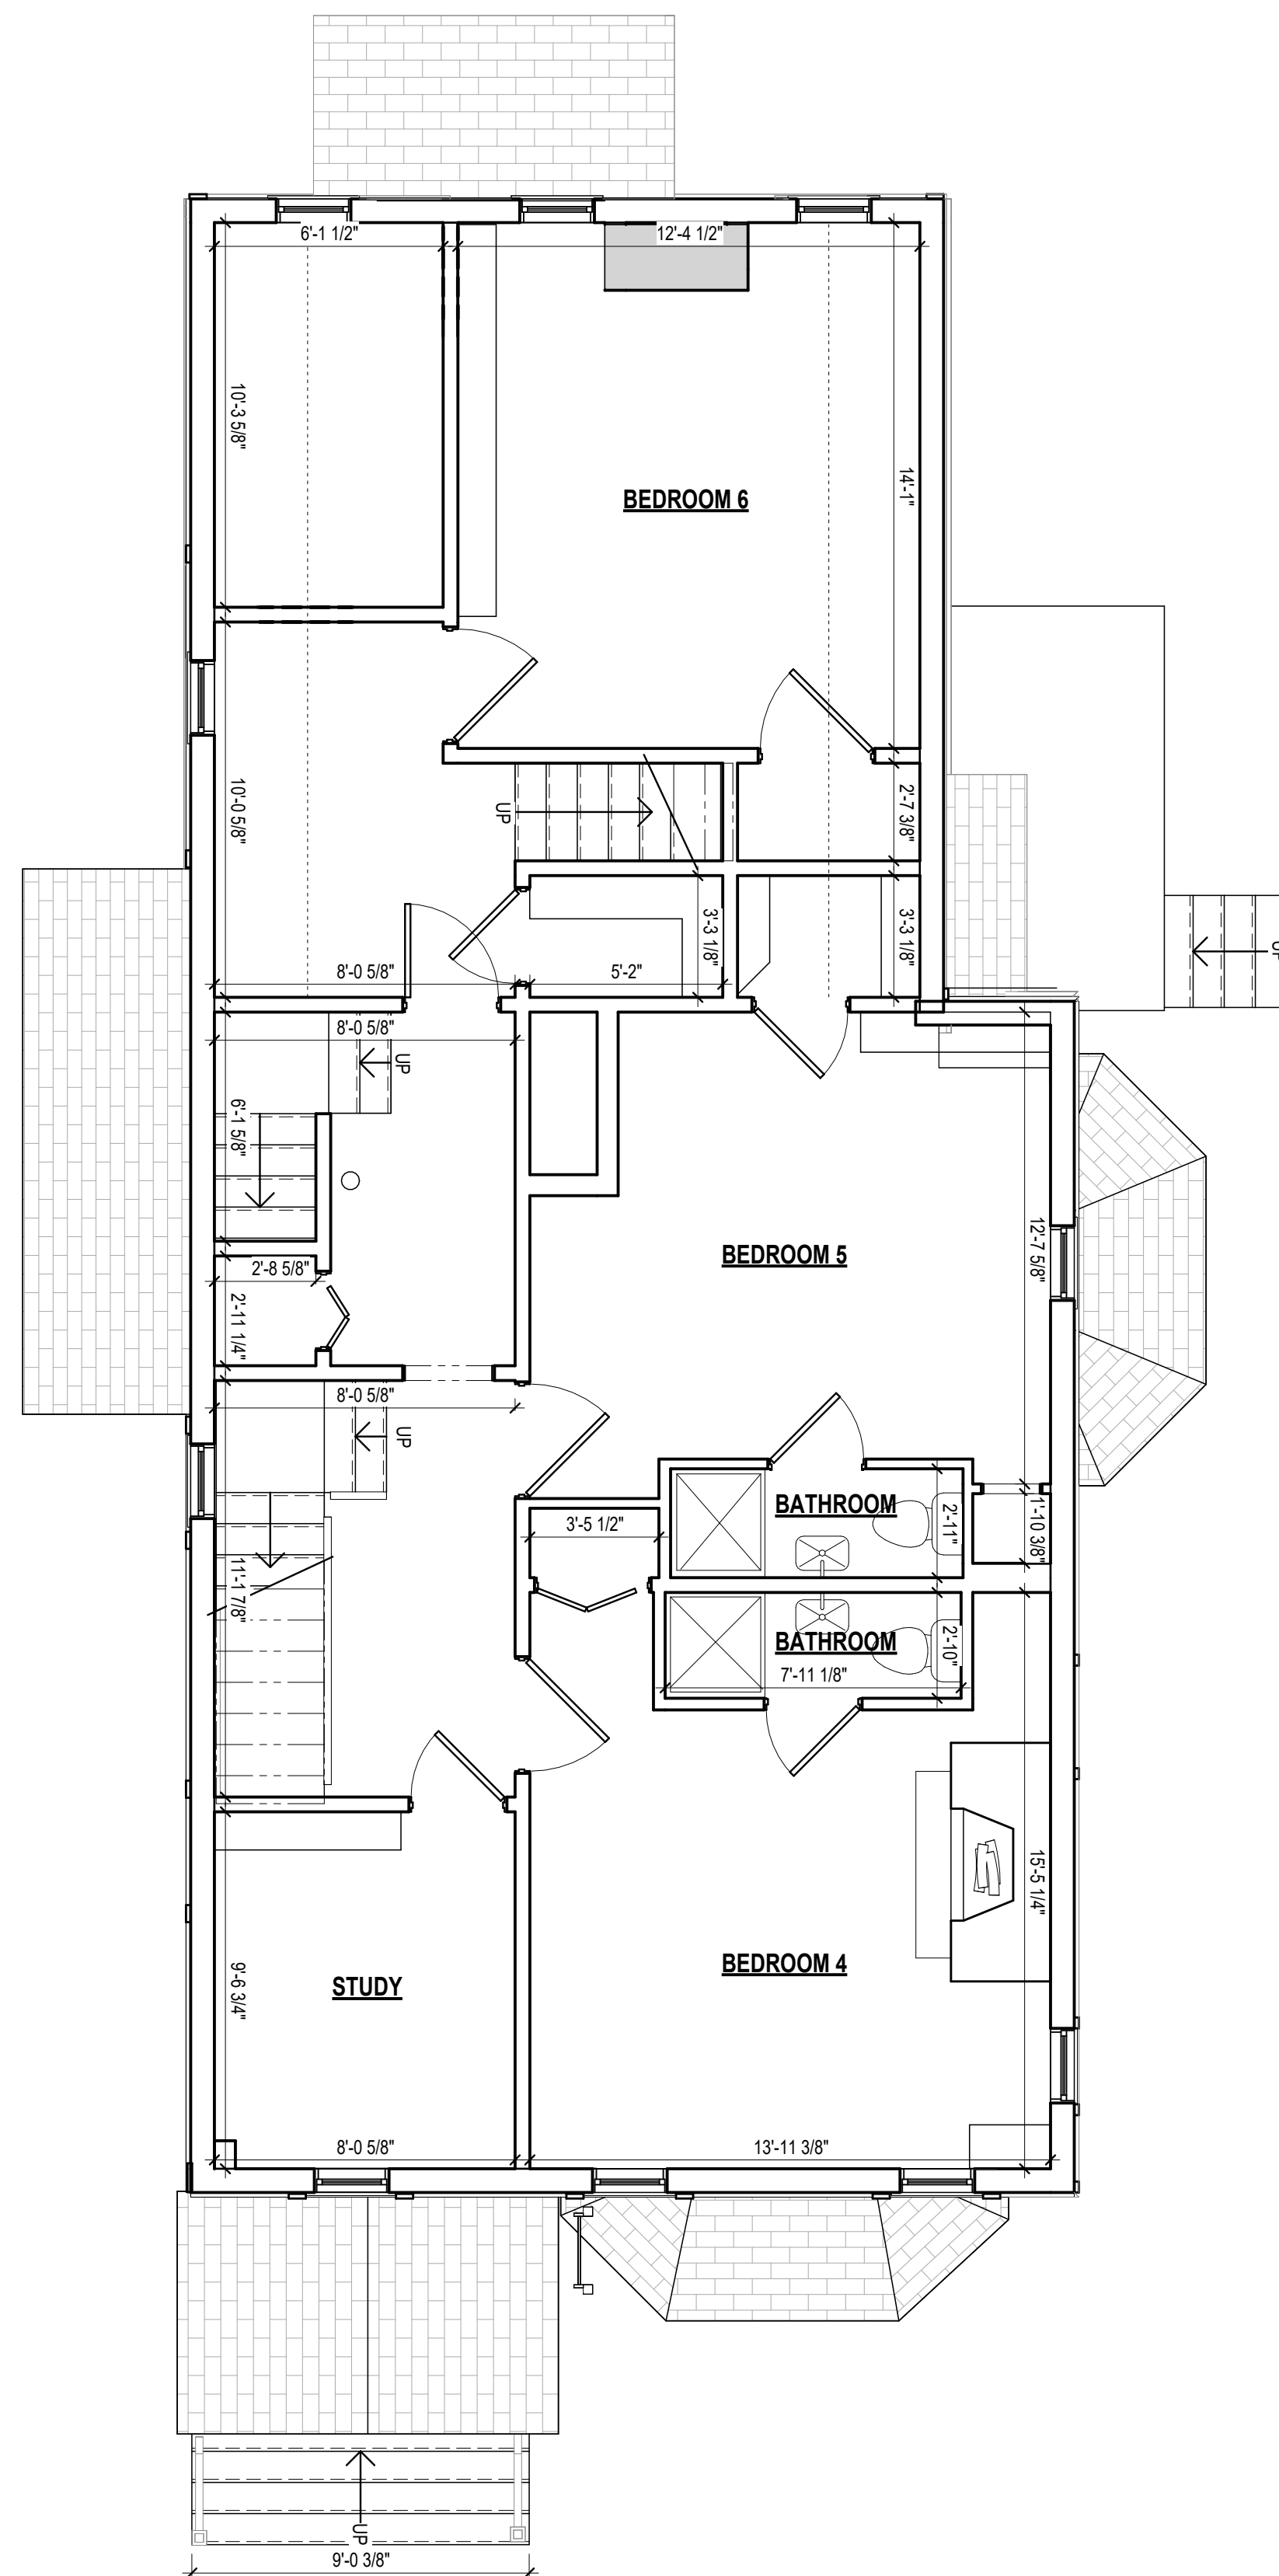 6'-1 1/2"
12'-4 1/2"
10'-3 5/8"
14'-1"
BEDROOM 6
10'-0 5/8"
UP
2'-7 3/8"
3'-3 1/8"
3'-3 1/8"
UP
8'-0 5/8"
5'-2"
8'-0 5/8"
UP
6'-1 5/8"
12'-7 5/8"
BEDROOM 5
2'-8 5/8"
2'-11 1/4"
8'-0 5/8"
UP
BATHROOM
2'-11"
1'-10 3/8"
3'-5 1/2"
11'-1 7/8"
BATHROOM
2'-10"
7'-11 1/8"
15'-5 1/4"
BEDROOM 4
STUDY
9'-6 3/4"
8'-0 5/8"
13'-11 3/8"
UP
9'-0 3/8"